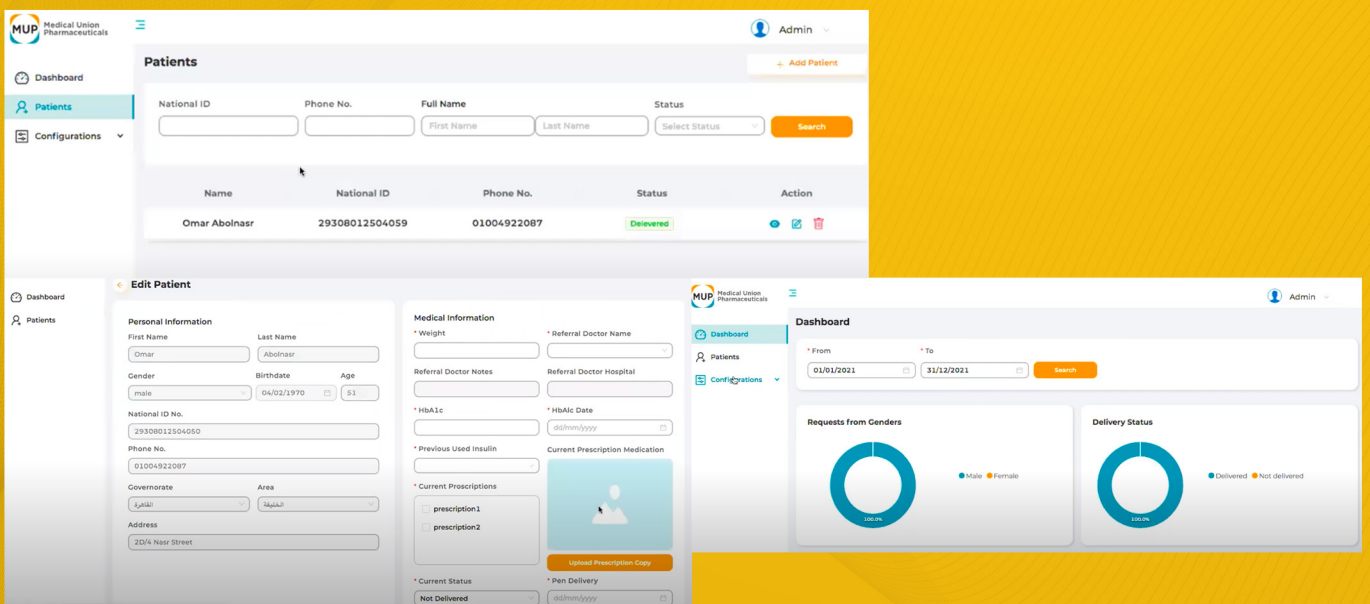 MUP Medical Union Pharmaceuticals
Admin
Dashboard
Patients
Configurations
Patients
+ Add Patient
National ID
Phone No.
Full Name
Status
First Name
Last Name
Select Status
Search
Name National ID Phone No. Status Action
Omar Abolnasr 29308012504059 01004922087 Delevered
Dashboard
Patients
Edit Patient
Personal Information
First Name Last Name
Omar Abolnasr
Gender Birthdate Age
male 04/02/1970 51
National ID No.
29308012504050
Phone No.
01004922087
Governorate Area
القاهرة الخليفة
Address
2D/4 Nasr Street
Medical Information
* Weight * Referral Doctor Name
Referral Doctor Notes Referral Doctor Hospital
* HbA1c * HbAlc Date
dd/mm/yyyy
* Previous Used Insulin Current Prescription Medication
* Current Proscriptions
prescription1
prescription2
Upload Prescription Copy
* Current Status * Pen Delivery
Not Delivered dd/mm/yyyy
MUP Medical Union Pharmaceuticals
Admin
Dashboard
Patients
Configurations
Dashboard
* From * To
01/01/2021 31/12/2021 Search
Requests from Genders
Male Female
100.0%
Delivery Status
Delivered Not delivered
100.0%